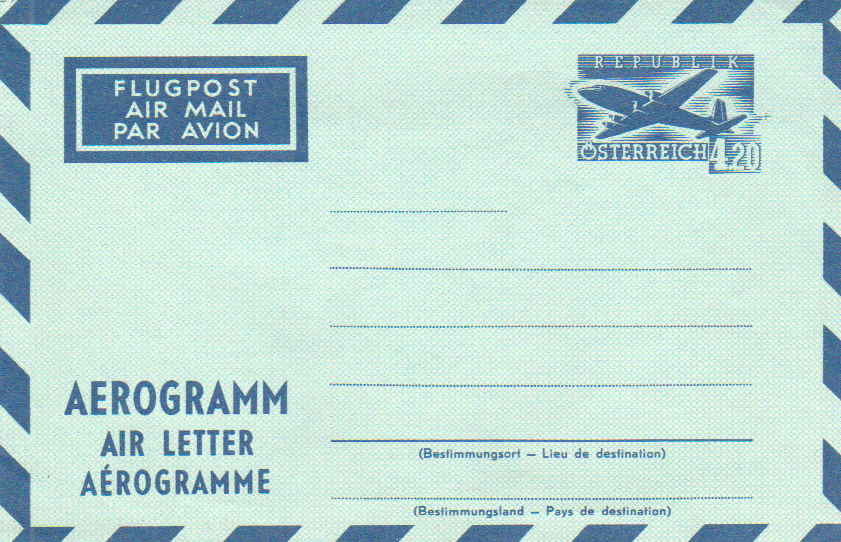 FLUGPOST
AIR MAIL
PAR AVION
REPUBLIK
ÖSTERREICH 4.20
AEROGRAMM
AIR LETTER
AÉROGRAMME
(Bestimmungsort – Lieu de destination)
(Bestimmungsland – Pays de destination)